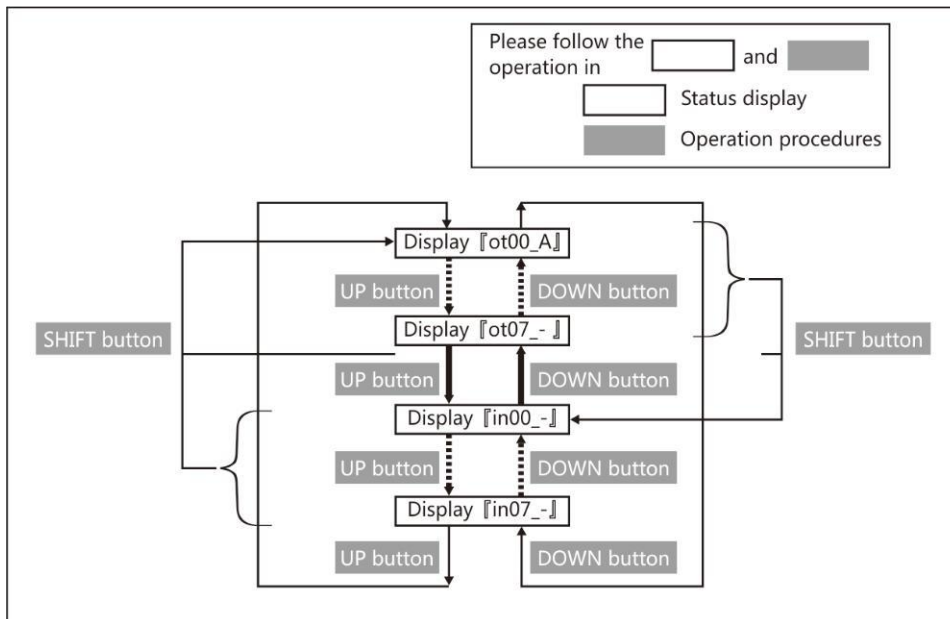 Please follow the
operation in and
Status display
Operation procedures
Display『ot00_A』
UP button DOWN button
Display『ot07_-』
SHIFT button SHIFT button
UP button DOWN button
Display『in00_-』
UP button DOWN button
Display『in07_-』
UP button DOWN button